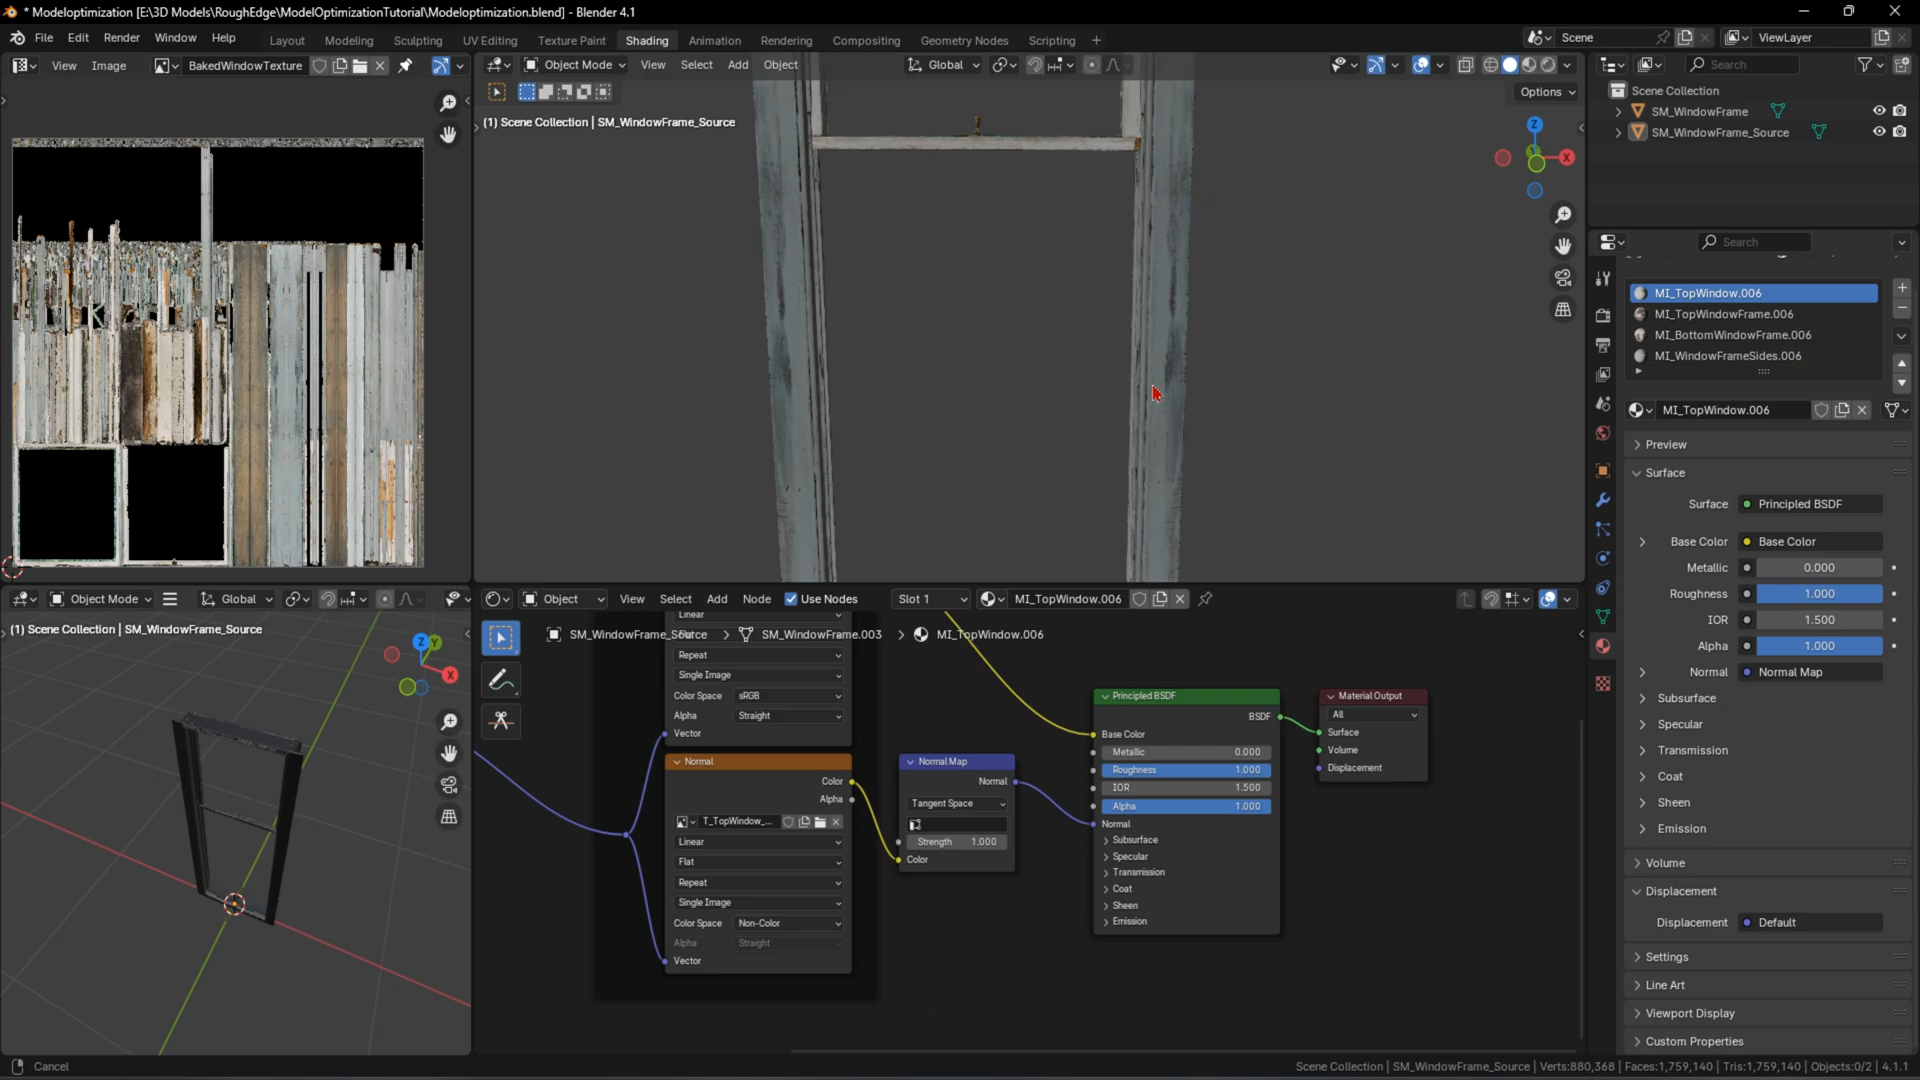 * Modeloptimization [E:\3D Models\RoughEdge\ModelOptimizationTutorial\Modeloptimization.blend] - Blender 4.1
File Edit Render Window Help
Layout Modeling Sculpting UV Editing Texture Paint Shading Animation Rendering Compositing Geometry Nodes Scripting +
Scene
ViewLayer
View Image
BakedWindowTexture
Object Mode View Select Add Object
Global
Options
(1) Scene Collection | SM_WindowFrame_Source
Z
X
Search
Scene Collection
SM_WindowFrame
SM_WindowFrame_Source
Search
MI_TopWindow.006
MI_TopWindowFrame.006
MI_BottomWindowFrame.006
MI_WindowFrameSides.006
MI_TopWindow.006
Preview
Surface
Surface Principled BSDF
Base Color Base Color
Metallic 0.000
Roughness 1.000
IOR 1.500
Alpha 1.000
Normal Normal Map
Subsurface
Specular
Transmission
Coat
Sheen
Emission
Volume
Displacement
Displacement Default
Settings
Line Art
Viewport Display
Custom Properties
Object Mode
Global
(1) Scene Collection | SM_WindowFrame_Source
Z
Y
X
Object View Select Add Node Use Nodes
Slot 1
MI_TopWindow.006
SM_WindowFrame_Source > SM_WindowFrame.003 > MI_TopWindow.006
Linear
Flat
Repeat
Single Image
Color Space sRGB
Alpha Straight
Vector
Normal
Color
Alpha
T_TopWindow_...
Linear
Flat
Repeat
Single Image
Color Space Non-Color
Alpha Straight
Vector
Normal Map
Normal
Tangent Space
Strength 1.000
Color
Principled BSDF
BSDF
Base Color
Metallic 0.000
Roughness 1.000
IOR 1.500
Alpha 1.000
Normal
Subsurface
Specular
Transmission
Coat
Sheen
Emission
Material Output
All
Surface
Volume
Displacement
Cancel
Scene Collection | SM_WindowFrame_Source | Verts:880,368 | Faces:1,759,140 | Tris:1,759,140 | Objects:0/2 | 4.1.1